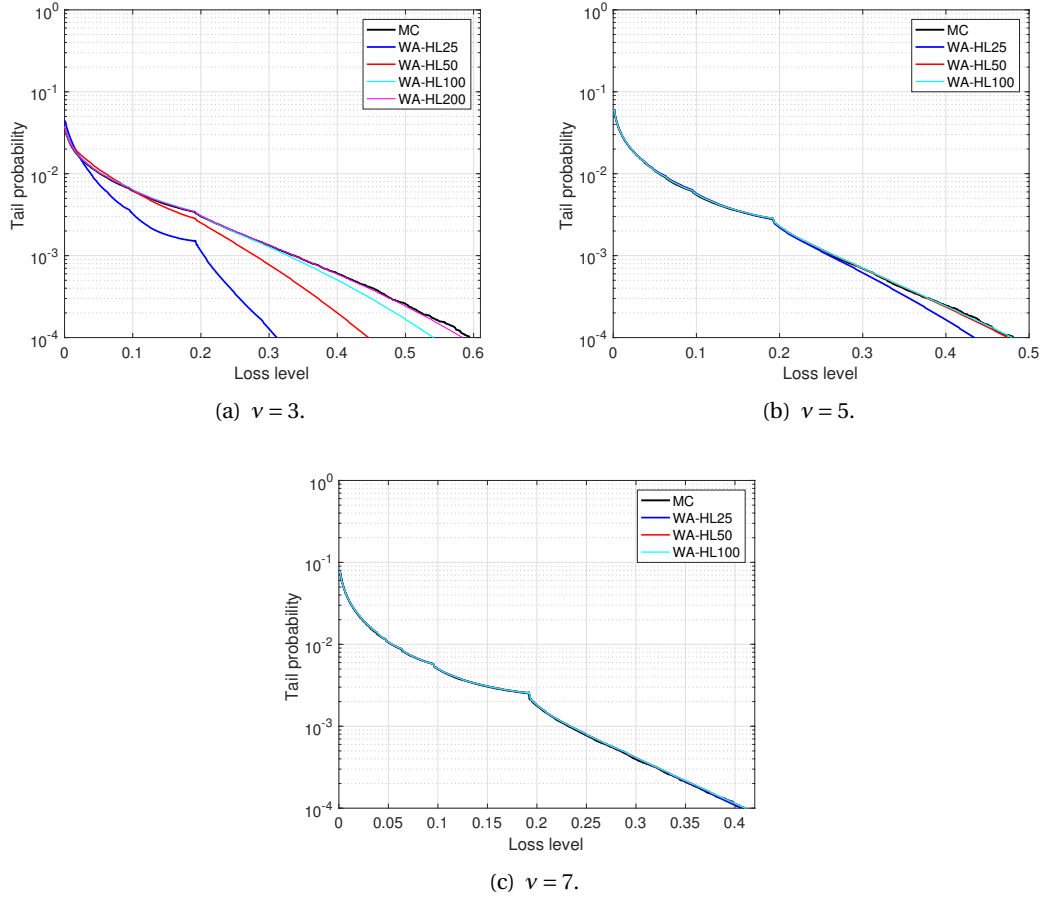 10^0
10^-1
10^-2
10^-3
10^-4
Tail probability
0 0.1 0.2 0.3 0.4 0.5 0.6
Loss level
MC
WA-HL25
WA-HL50
WA-HL100
WA-HL200
(a) ν = 3.
10^0
10^-1
10^-2
10^-3
10^-4
Tail probability
0 0.1 0.2 0.3 0.4 0.5
Loss level
MC
WA-HL25
WA-HL50
WA-HL100
(b) ν = 5.
10^0
10^-1
10^-2
10^-3
10^-4
Tail probability
0 0.05 0.1 0.15 0.2 0.25 0.3 0.35 0.4
Loss level
MC
WA-HL25
WA-HL50
WA-HL100
(c) ν = 7.